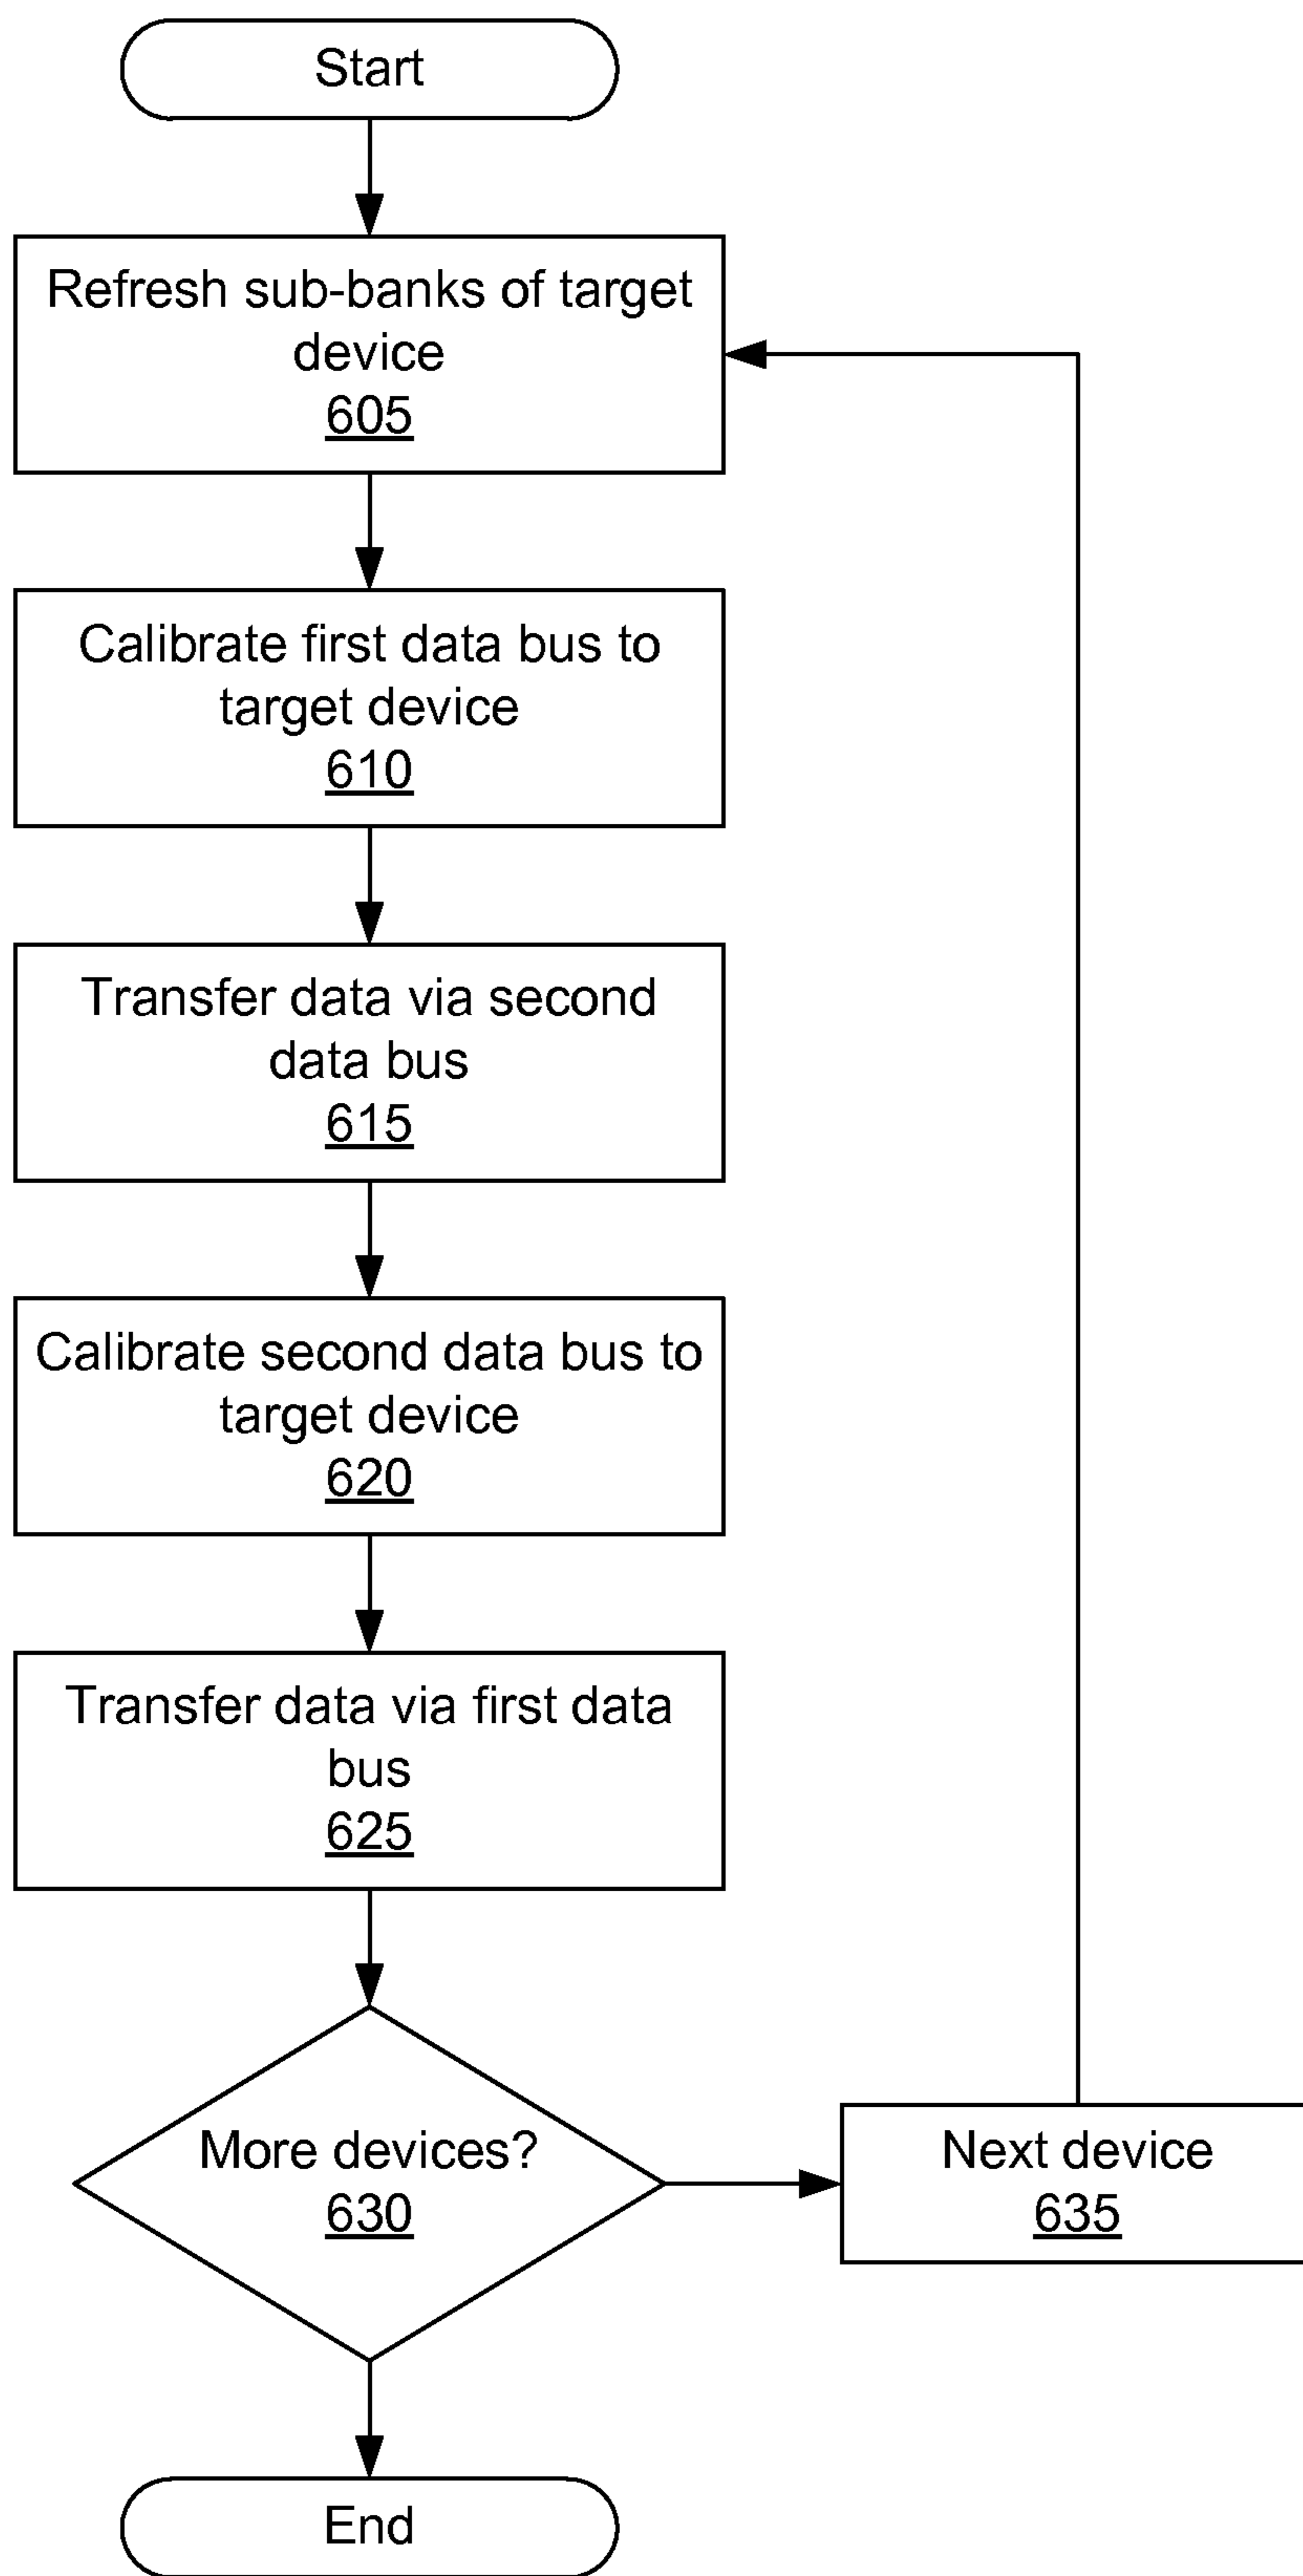 Start
Refresh sub-banks of target
device
605
Calibrate first data bus to
target device
610
Transfer data via second
data bus
615
Calibrate second data bus to
target device
620
Transfer data via first data
bus
625
More devices?
630
Next device
635
End